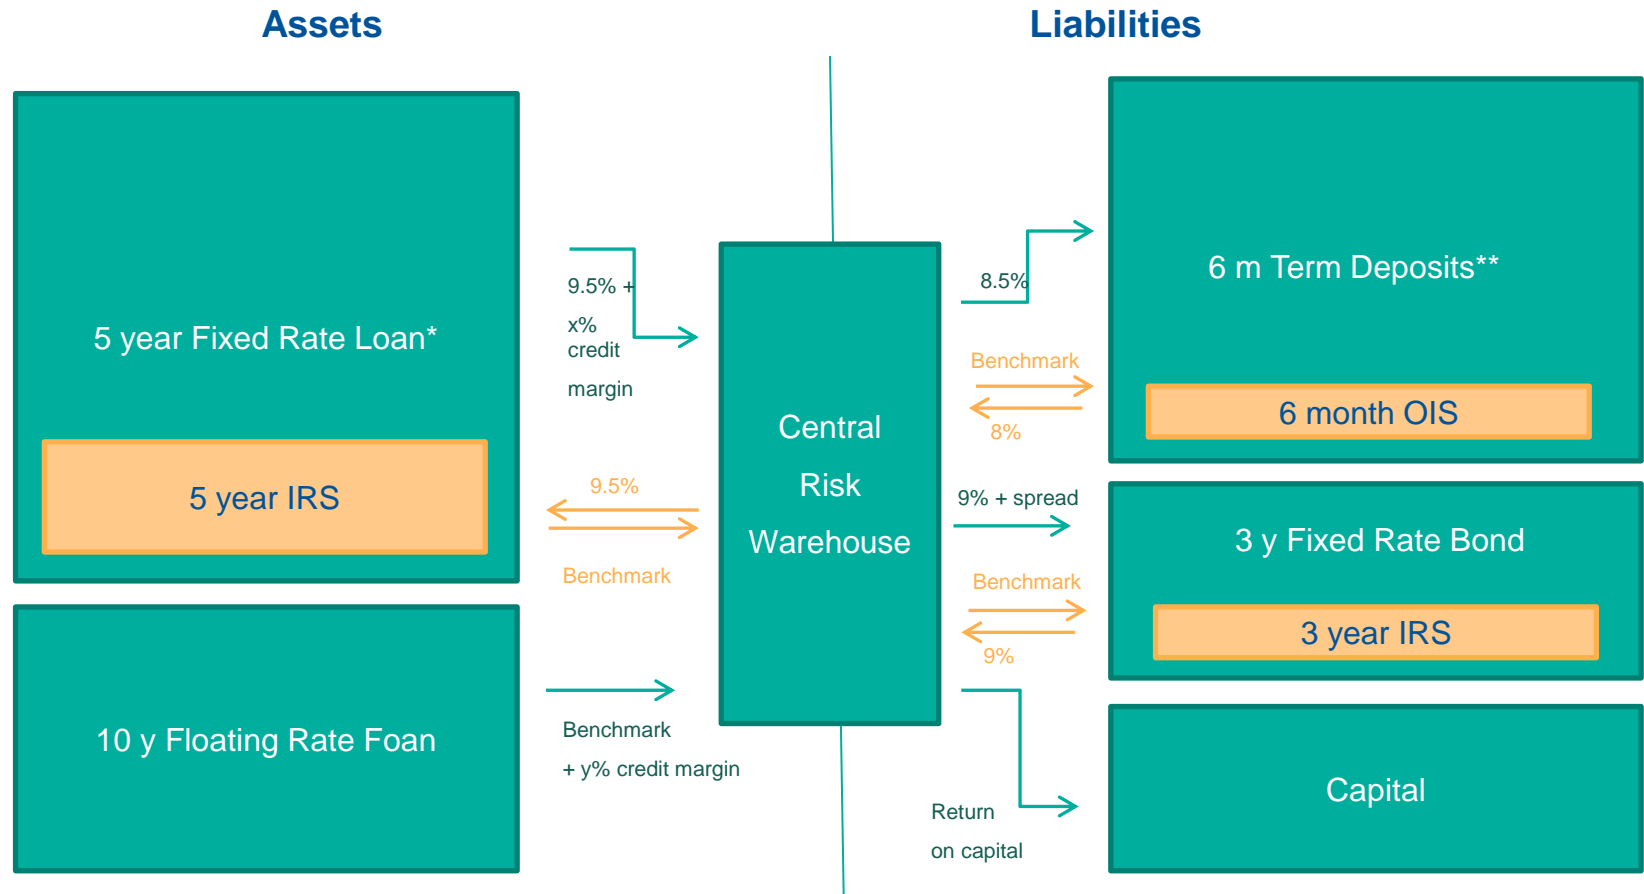 Assets
Liabilities
5 year Fixed Rate Loan*
5 year IRS
10 y Floating Rate Foan
9.5% +
x%
credit
margin
9.5%
Benchmark
Benchmark
+ y% credit margin
Central
Risk
Warehouse
8.5%
Benchmark
8%
9% + spread
Benchmark
9%
Return
on capital
6 m Term Deposits**
6 month OIS
3 y Fixed Rate Bond
3 year IRS
Capital